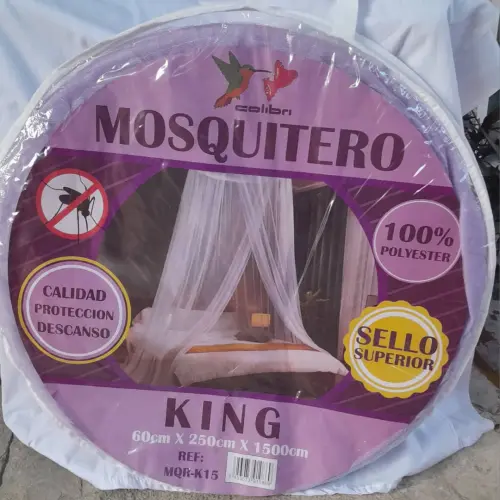 colibri
MOSQUITERO
100%
POLYESTER
CALIDAD
PROTECCION
DESCANSO
SELLO
SUPERIOR
KING
60cm X 250cm X 1500cm
REF:
MQR-K15